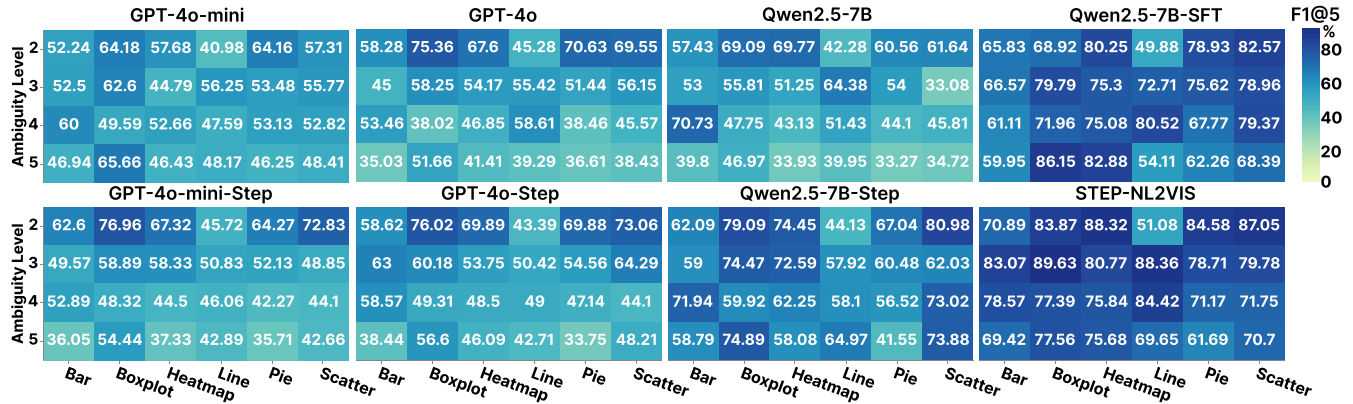 GPT-4o-mini GPT-4o Qwen2.5-7B Qwen2.5-7B-SFT F1@5
%
Ambiguity Level
2 52.24 64.18 57.68 40.98 64.16 57.31 58.28 75.36 67.6 45.28 70.63 69.55 57.43 69.09 69.77 42.28 60.56 61.64 65.83 68.92 80.25 49.88 78.93 82.57 80
3 52.5 62.6 44.79 56.25 53.48 55.77 45 58.25 54.17 55.42 51.44 56.15 53 55.81 51.25 64.38 54 33.08 66.57 79.79 75.3 72.71 75.62 78.96 60
4 60 49.59 52.66 47.59 53.13 52.82 53.46 38.02 46.85 58.61 38.46 45.57 70.73 47.75 43.13 51.43 44.1 45.81 61.11 71.96 75.08 80.52 67.77 79.37 40
5 46.94 65.66 46.43 48.17 46.25 48.41 35.03 51.66 41.41 39.29 36.61 38.43 39.8 46.97 33.93 39.95 33.27 34.72 59.95 86.15 82.88 54.11 62.26 68.39 20
0
GPT-4o-mini-Step GPT-4o-Step Qwen2.5-7B-Step STEP-NL2VIS
Ambiguity Level
2 62.6 76.96 67.32 45.72 64.27 72.83 58.62 76.02 69.89 43.39 69.88 73.06 62.09 79.09 74.45 44.13 67.04 80.98 70.89 83.87 88.32 51.08 84.58 87.05
3 49.57 58.89 58.33 50.83 52.13 48.85 63 60.18 53.75 50.42 54.56 64.29 59 74.47 72.59 57.92 60.48 62.03 83.07 89.63 80.77 88.36 78.71 79.78
4 52.89 48.32 44.5 46.06 42.27 44.1 58.57 49.31 48.5 49 47.14 44.1 71.94 59.92 62.25 58.1 56.52 73.02 78.57 77.39 75.84 84.42 71.17 71.75
5 36.05 54.44 37.33 42.89 35.71 42.66 38.44 56.6 46.09 42.71 33.75 48.21 58.79 74.89 58.08 64.97 41.55 73.88 69.42 77.56 75.68 69.65 61.69 70.7
Bar Boxplot Heatmap Line Pie Scatter Bar Boxplot Heatmap Line Pie Scatter Bar Boxplot Heatmap Line Pie Scatter Bar Boxplot Heatmap Line Pie Scatter